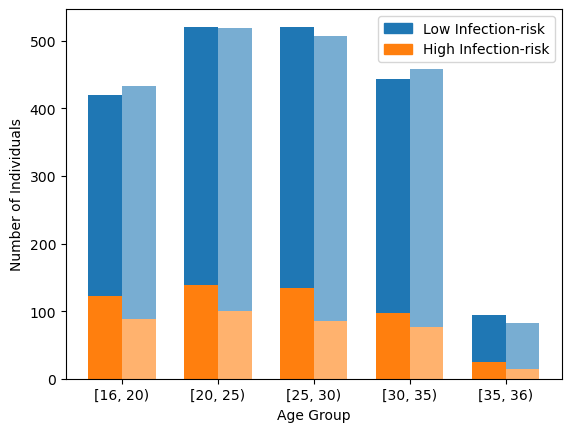 Low Infection-risk
High Infection-risk
500
400
300
200
100
0
Number of Individuals
[16, 20)
[20, 25)
[25, 30)
[30, 35)
[35, 36)
Age Group